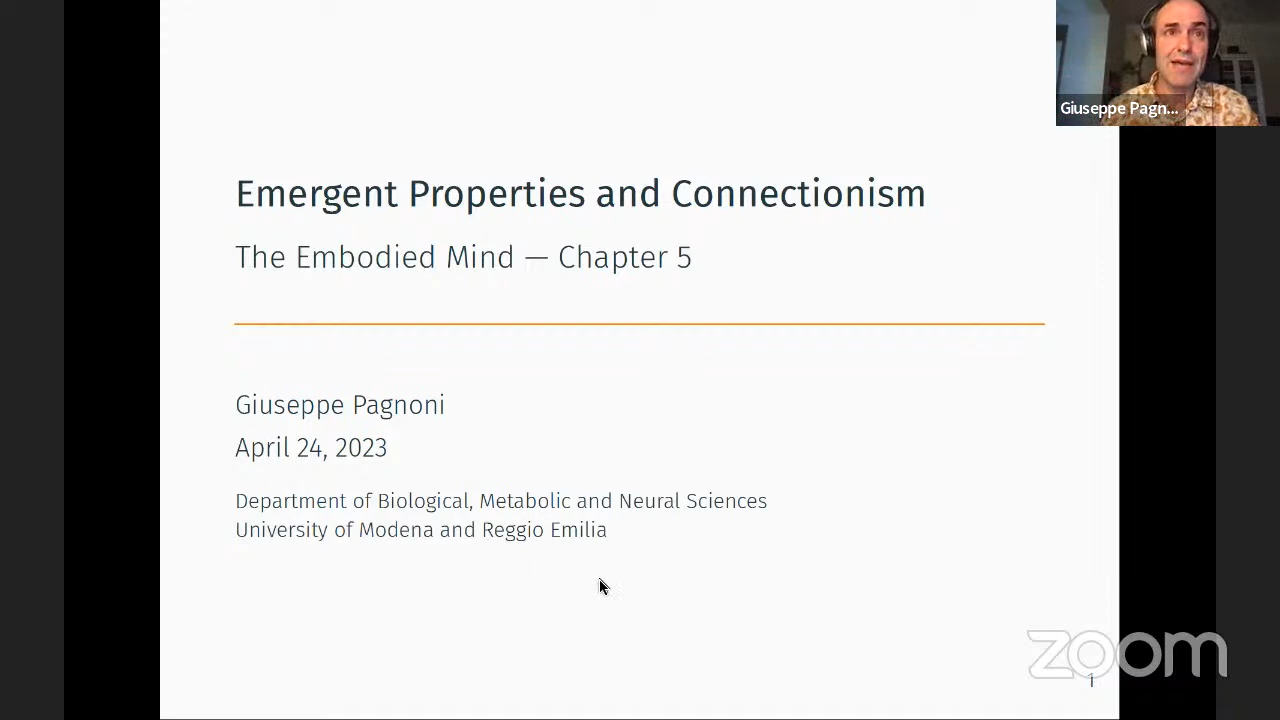 Giuseppe Pagn...
Emergent Properties and Connectionism
The Embodied Mind — Chapter 5
Giuseppe Pagnoni
April 24, 2023
Department of Biological, Metabolic and Neural Sciences
University of Modena and Reggio Emilia
zoom
1